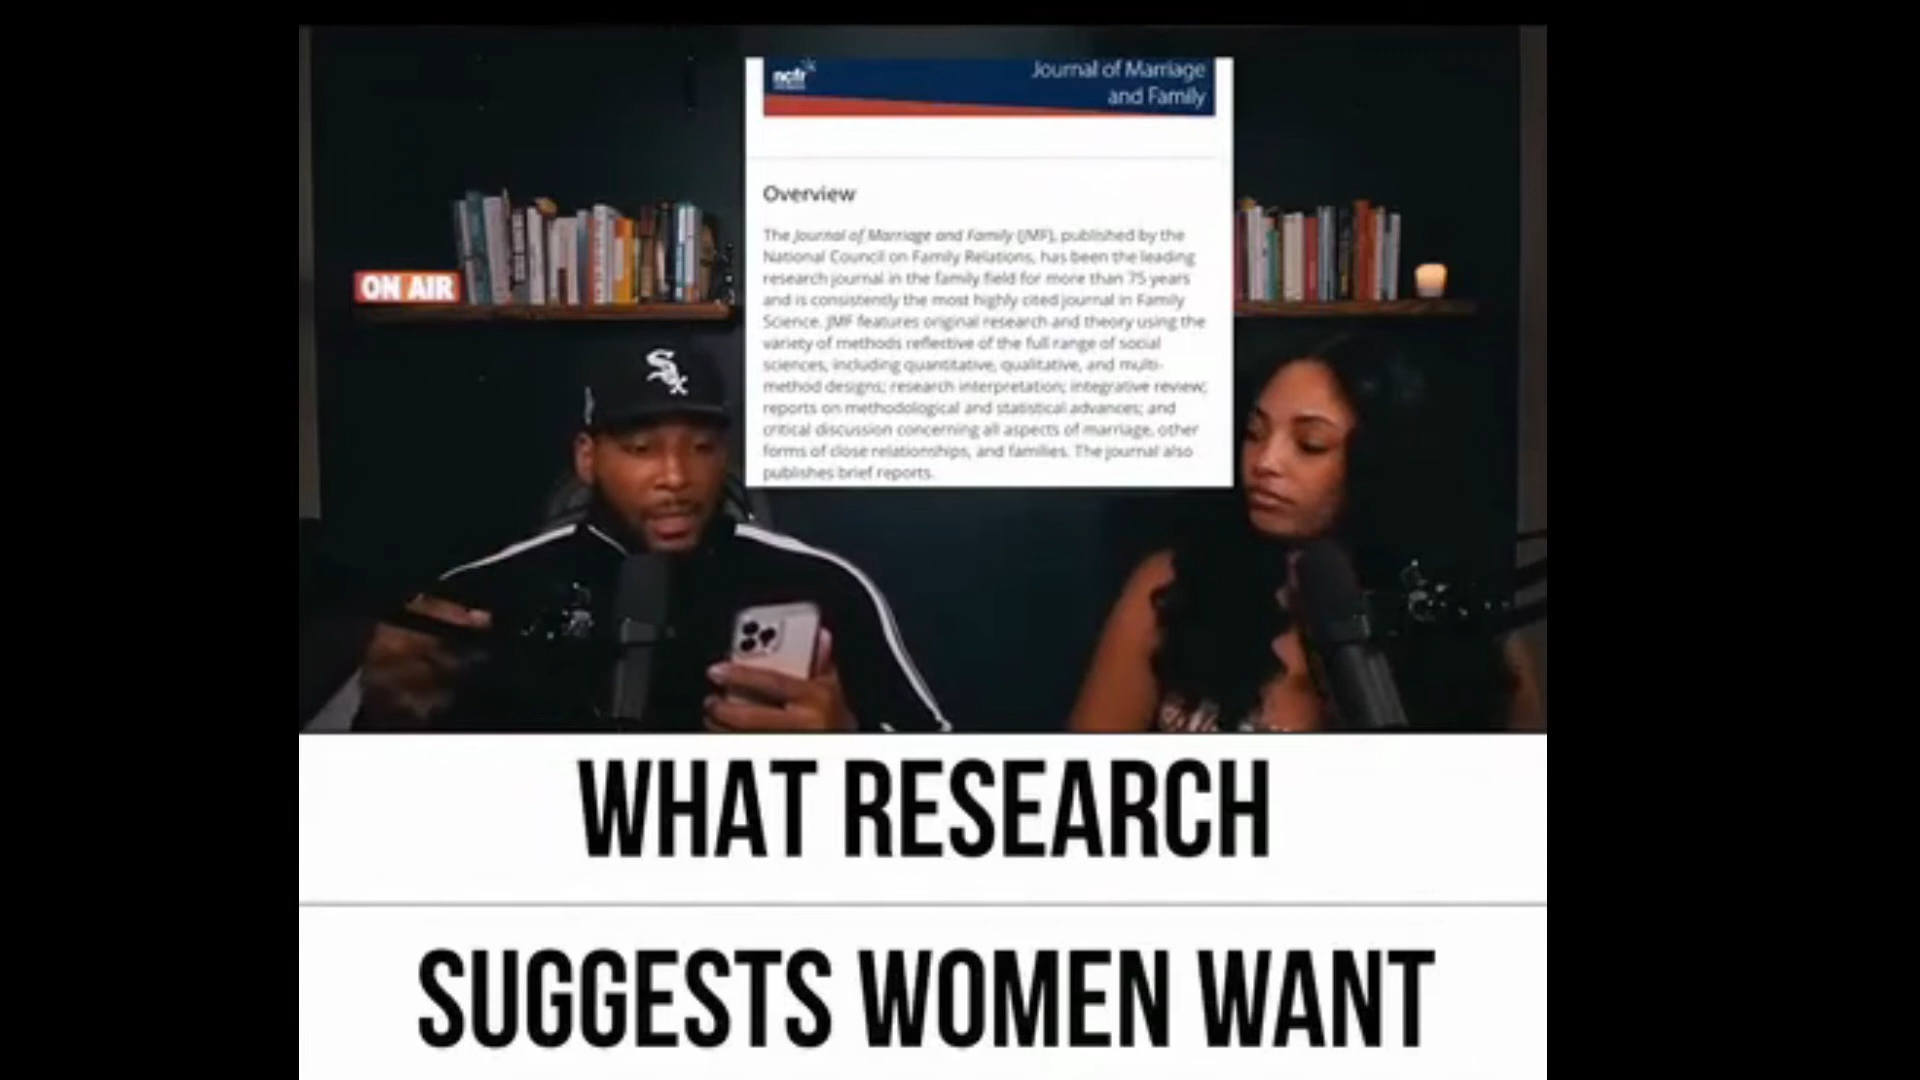 ncfr
Journal of Marriage
and Family
Overview
The Journal of Marriage and Family (JMF), published by the
National Council on Family Relations, has been the leading
research journal in the family field for more than 75 years
and is consistently the most highly cited journal in Family
Science. JMF features original research and theory using the
variety of methods reflective of the full range of social
sciences, including quantitative, qualitative, and multi-
method designs; research interpretation; integrative review;
reports on methodological and statistical advances; and
critical discussion concerning all aspects of marriage, other
forms of close relationships, and families. The journal also
publishes brief reports.
ON AIR
Sox
WHAT RESEARCH
SUGGESTS WOMEN WANT